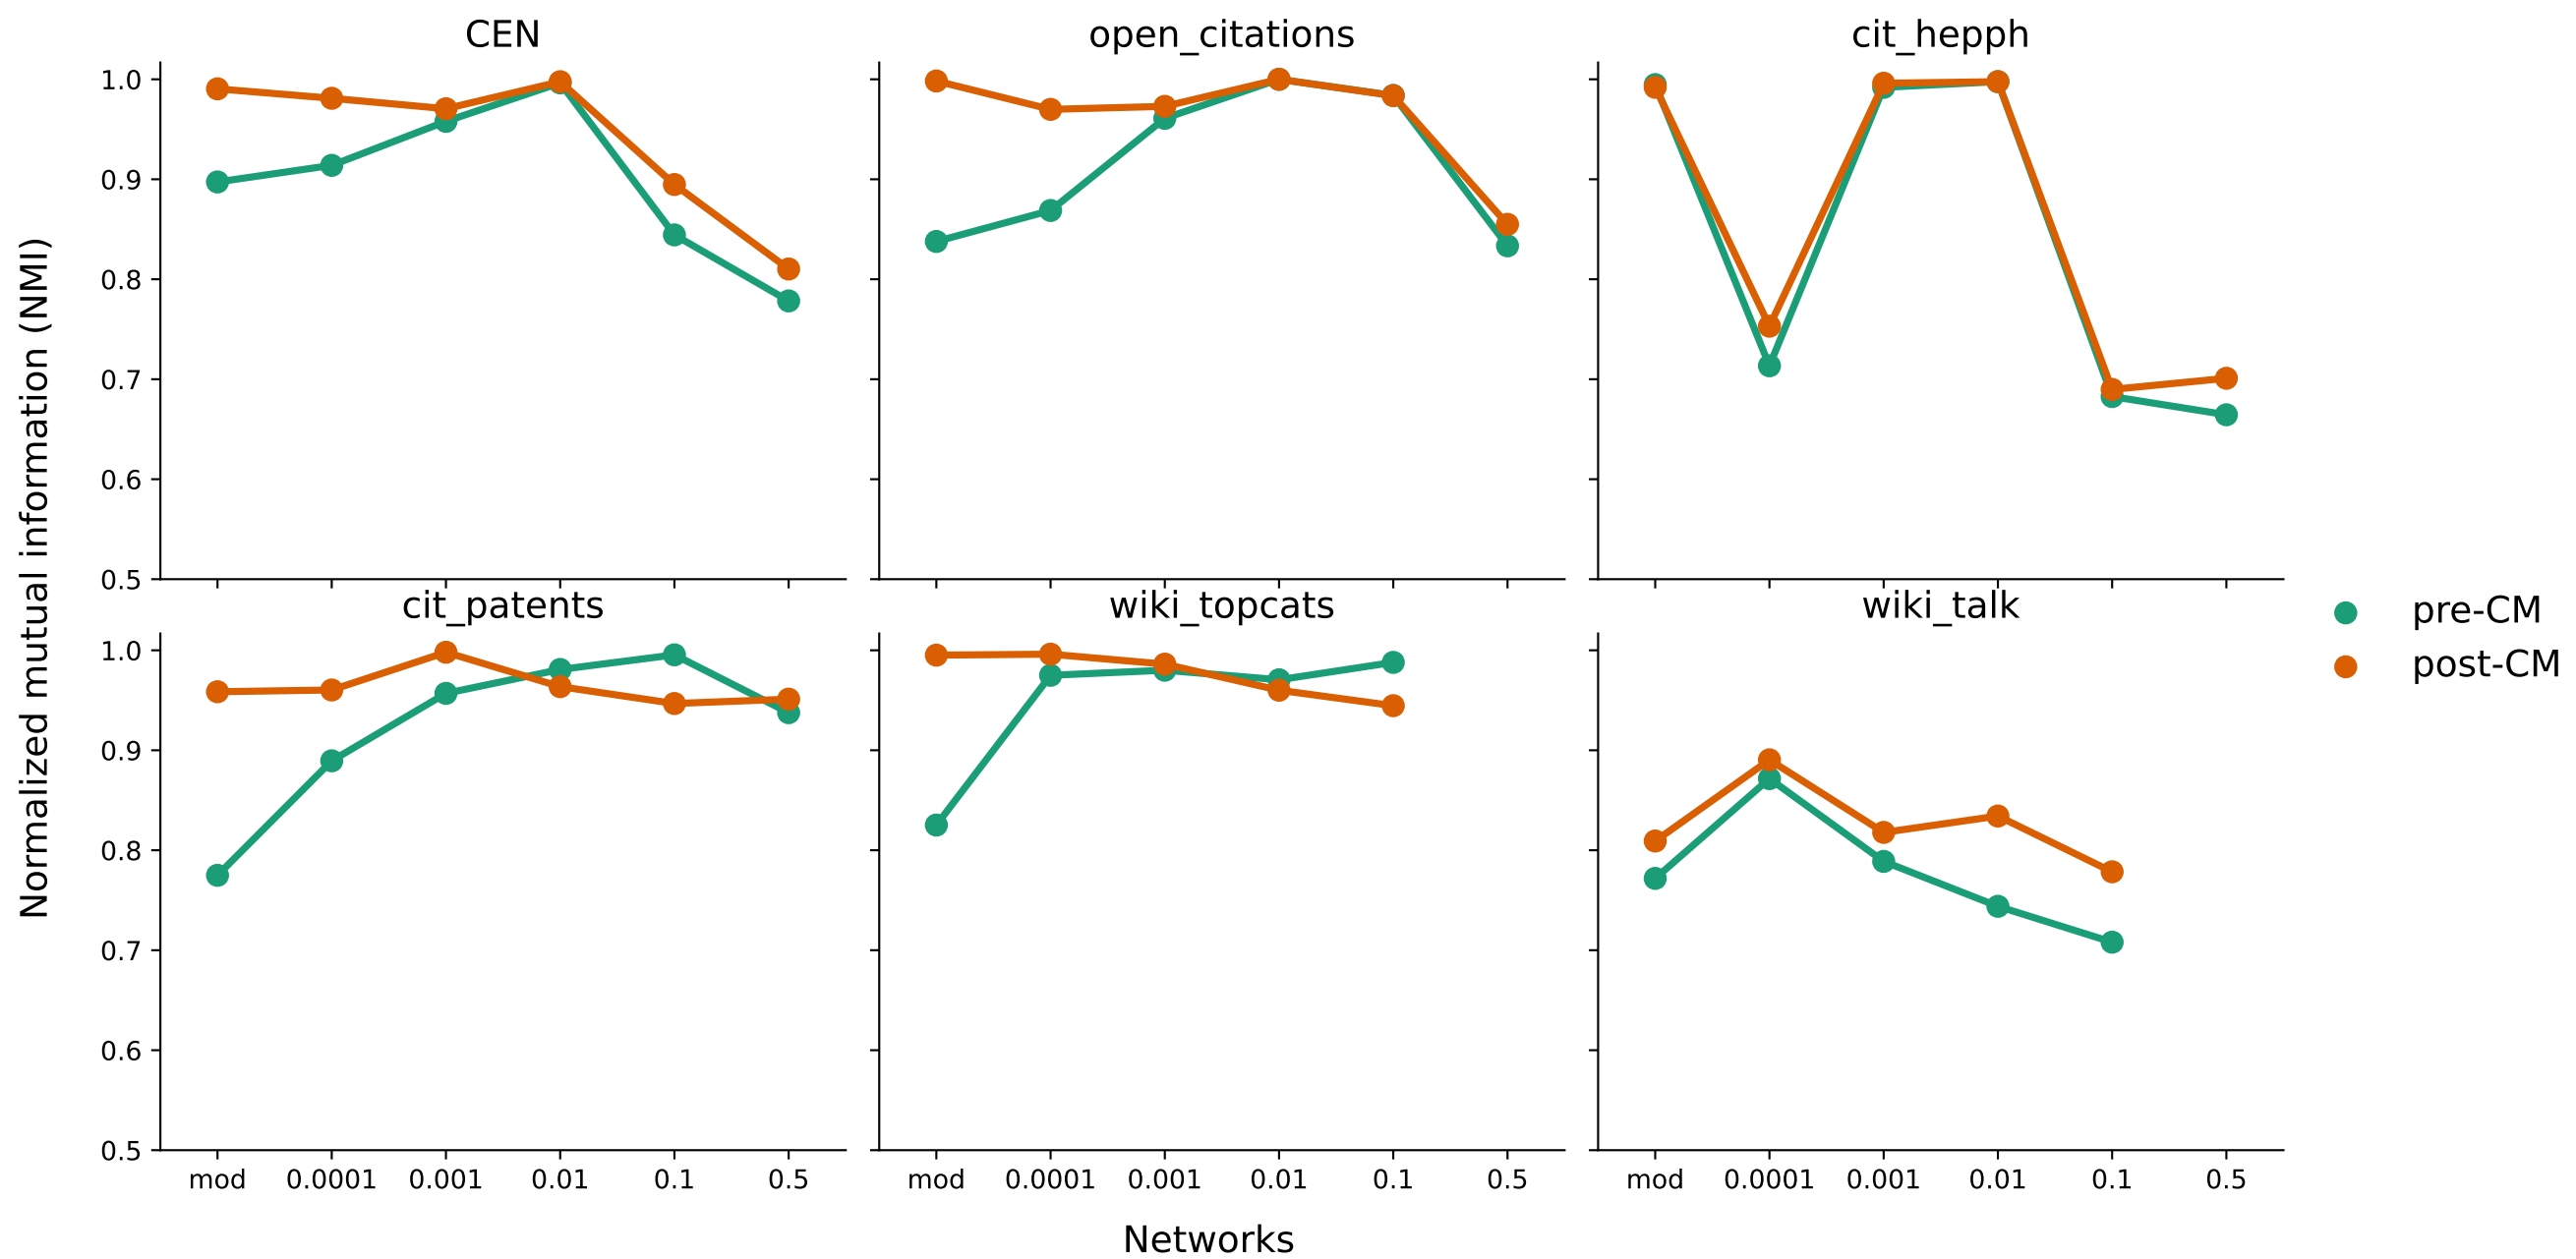 CEN
open_citations
cit_hepph
1.0
0.9
0.8
0.7
0.6
0.5
Normalized mutual information (NMI)
cit_patents
wiki_topcats
wiki_talk
pre-CM
post-CM
1.0
0.9
0.8
0.7
0.6
0.5
mod 0.0001 0.001 0.01 0.1 0.5
mod 0.0001 0.001 0.01 0.1 0.5
mod 0.0001 0.001 0.01 0.1 0.5
Networks